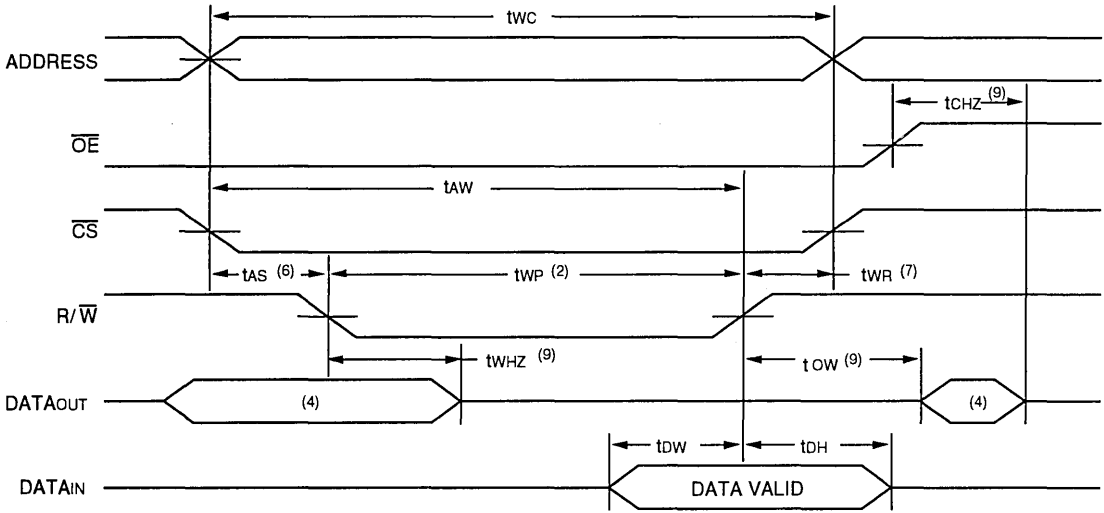 tWC
ADDRESS
tCHZ (9)
OE
tAW
CS
tAS (6) tWP (2) tWR (7)
R/W
tWHZ (9) tOW (9)
DATAOUT (4) (4)
tDW tDH
DATAIN DATA VALID